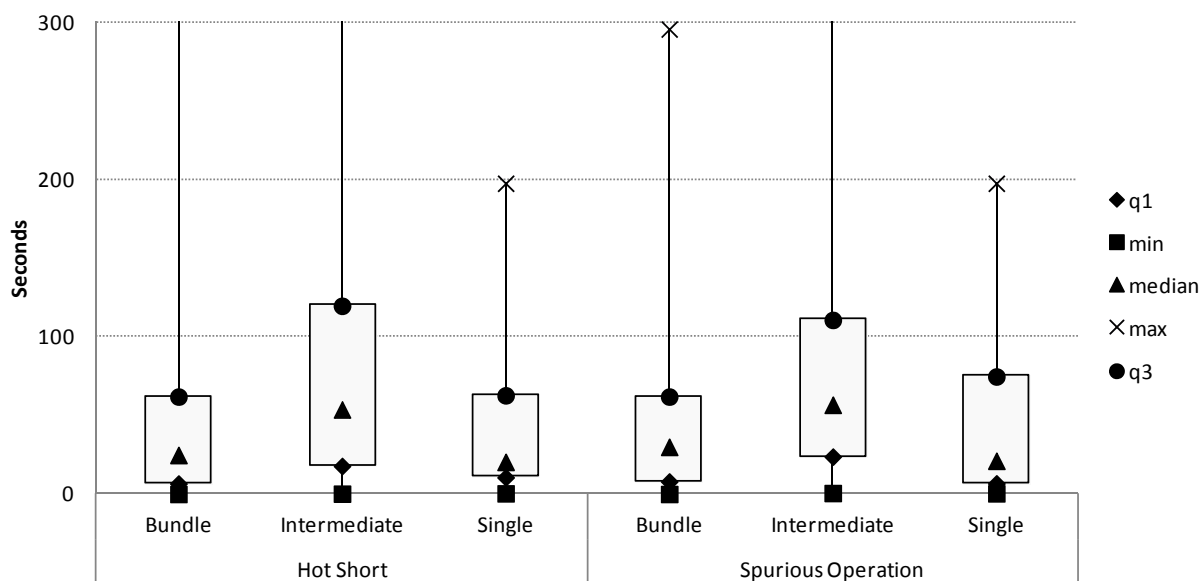 300
200
100
0
Seconds
Bundle Intermediate Single Bundle Intermediate Single
Hot Short Spurious Operation
q1
min
median
max
q3